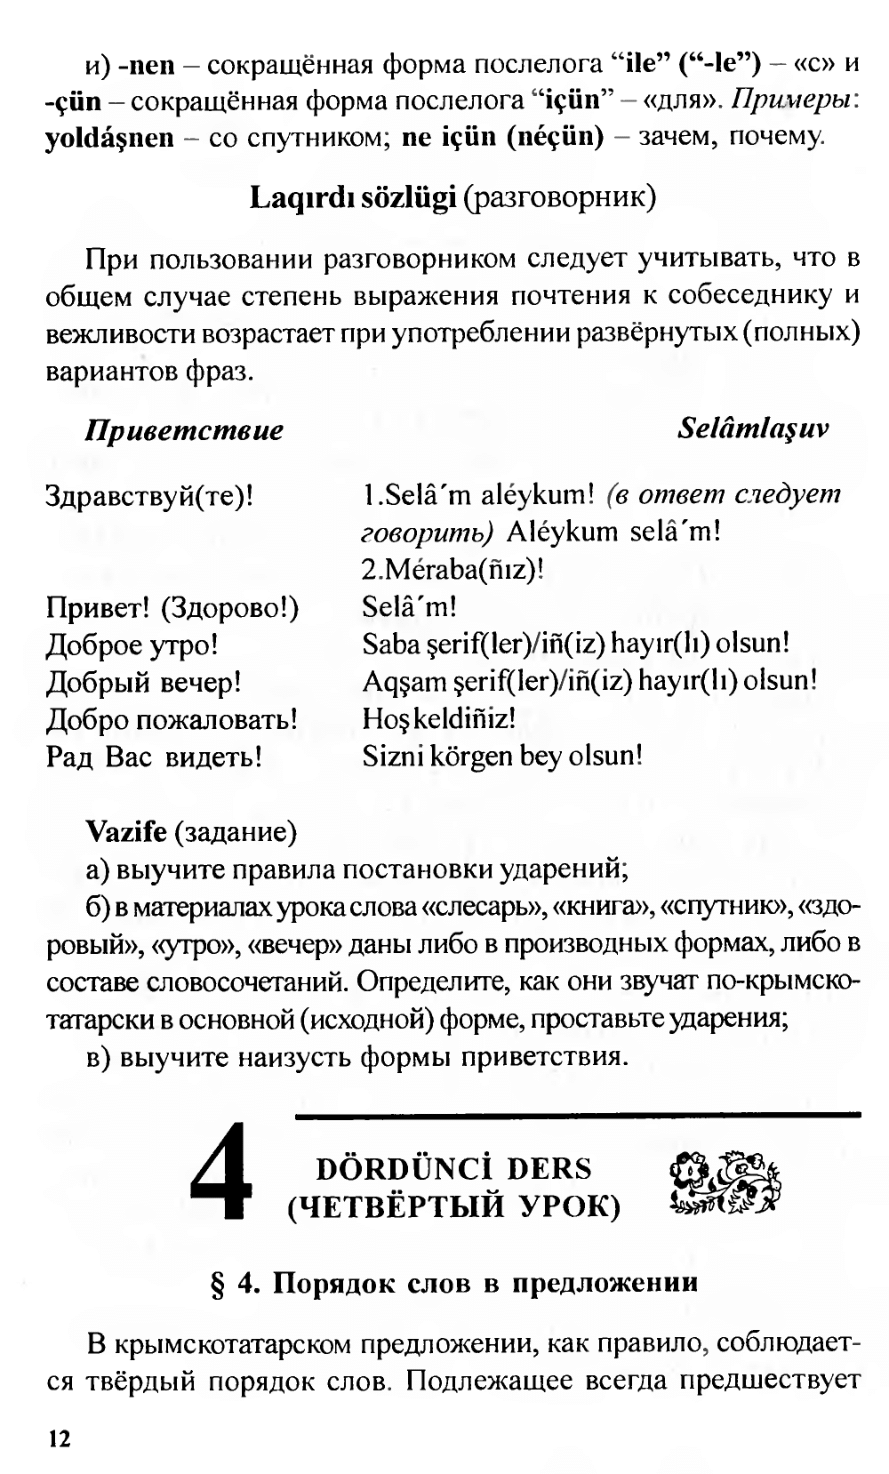 и) -nen – сокращённая форма послелога “ile” (“-le”) – «с» и
-çün – сокращённая форма послелога “içün” – «для». Примеры:
yoldáşnen – со спутником; ne içün (néçün) – зачем, почему.
Laqırdı sözlügi (разговорник)
При пользовании разговорником следует учитывать, что в
общем случае степень выражения почтения к собеседнику и
вежливости возрастает при употреблении развёрнутых (полных)
вариантов фраз.
Приветствие Selâmlaşuv
Здравствуй(те)! 1.Selâ´m aléykum! (в ответ следует
говорить) Aléykum selâ´m!
2.Méraba(ñız)!
Привет! (Здорово!) Selâ´m!
Доброе утро! Saba şerif(ler)/iñ(iz) hayır(lı) olsun!
Добрый вечер! Aqşam şerif(ler)/iñ(iz) hayır(lı) olsun!
Добро пожаловать! Hoş keldiñiz!
Рад Вас видеть! Sizni körgen bey olsun!
Vazife (задание)
а) выучите правила постановки ударений;
б) в материалах урока слова «слесарь», «книга», «спутник», «здо-
ровый», «утро», «вечер» даны либо в производных формах, либо в
составе словосочетаний. Определите, как они звучат по-крымско-
татарски в основной (исходной) форме, проставьте ударения;
в) выучите наизусть формы приветствия.
4 DÖRDÜNCİ DERS
(ЧЕТВЁРТЫЙ УРОК)
§ 4. Порядок слов в предложении
В крымскотатарском предложении, как правило, соблюдает-
ся твёрдый порядок слов. Подлежащее всегда предшествует
12